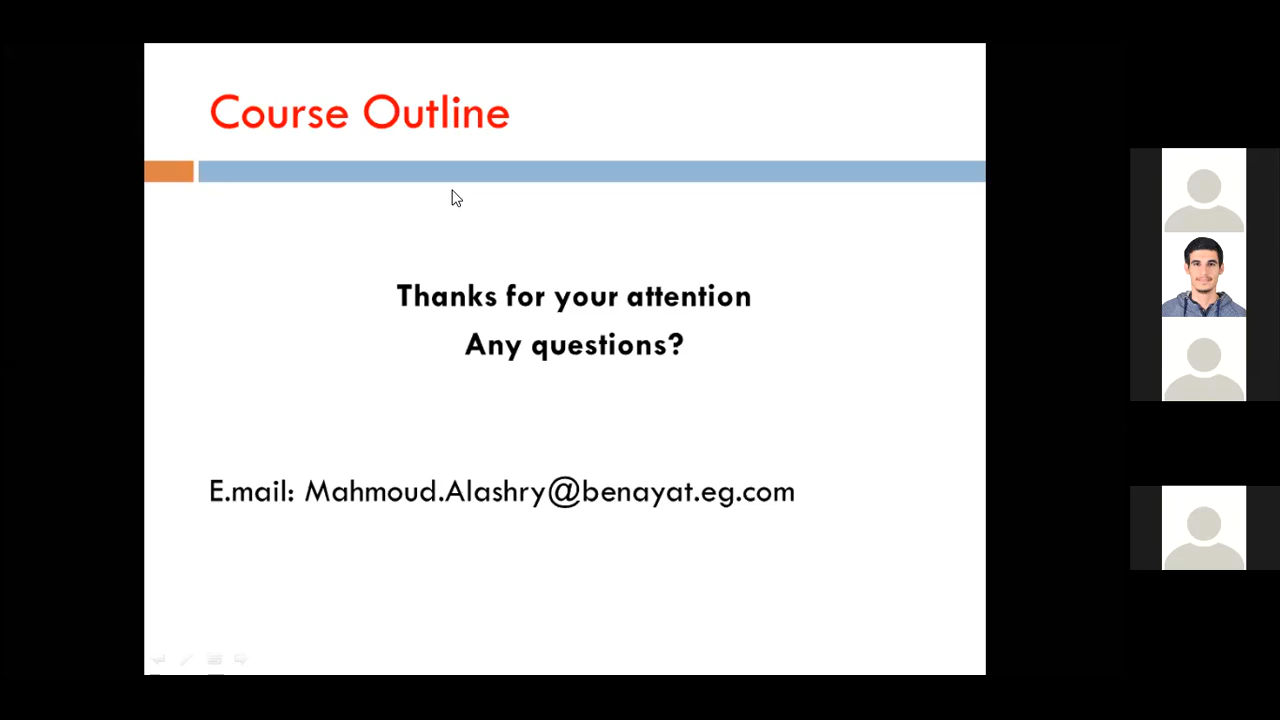 Course Outline
Thanks for your attention
Any questions?
E.mail: Mahmoud.Alashry@benayat.eg.com